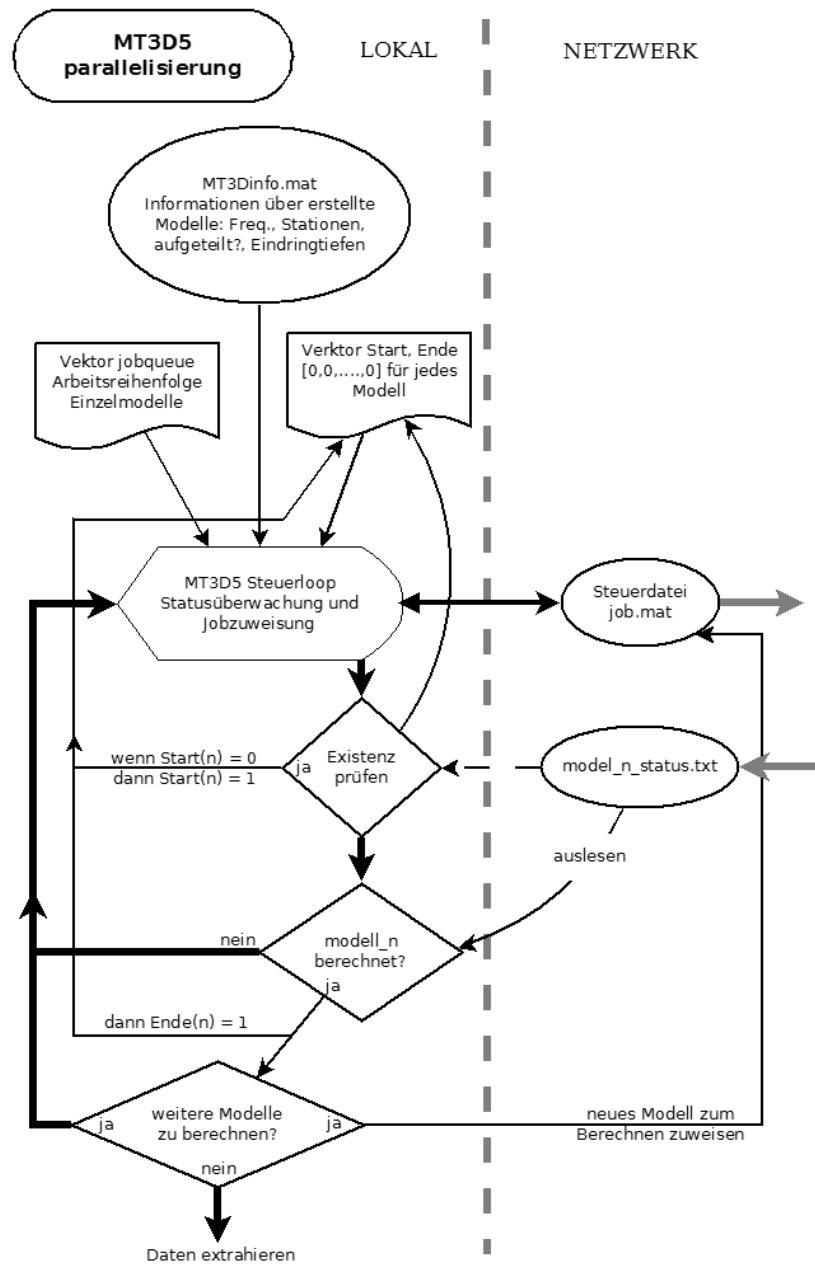 MT3D5
parallelisierung
LOKAL
NETZWERK
MT3Dinfo.mat
Informationen über erstellte
Modelle: Freq., Stationen,
aufgeteilt?, Eindringtiefen
Vektor jobqueue
Arbeitsreihenfolge
Einzelmodelle
Verktor Start, Ende
[0,0,....,0] für jedes
Modell
MT3D5 Steuerloop
Statusüberwachung und
Jobzuweisung
Steuerdatei
job.mat
wenn Start(n) = 0
dann Start(n) = 1
ja
Existenz
prüfen
model_n_status.txt
auslesen
nein
modell_n
berechnet?
ja
dann Ende(n) = 1
ja
weitere Modelle
zu berechnen?
ja
nein
neues Modell zum
Berechnen zuweisen
Daten extrahieren